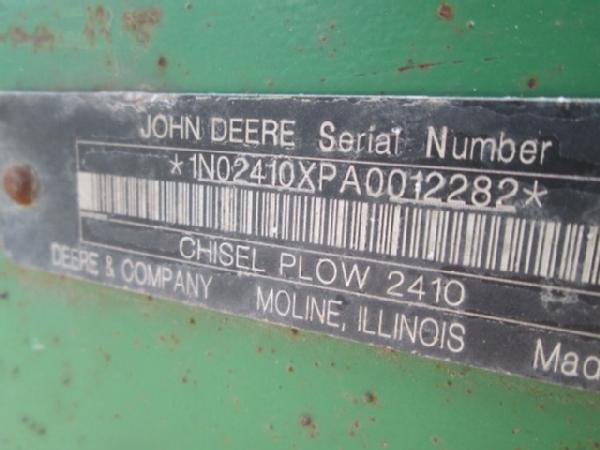 JOHN DEERE Serial Number
*1N02410XPA0012282*
CHISEL PLOW 2410
DEERE & COMPANY MOLINE, ILLINOIS Mad